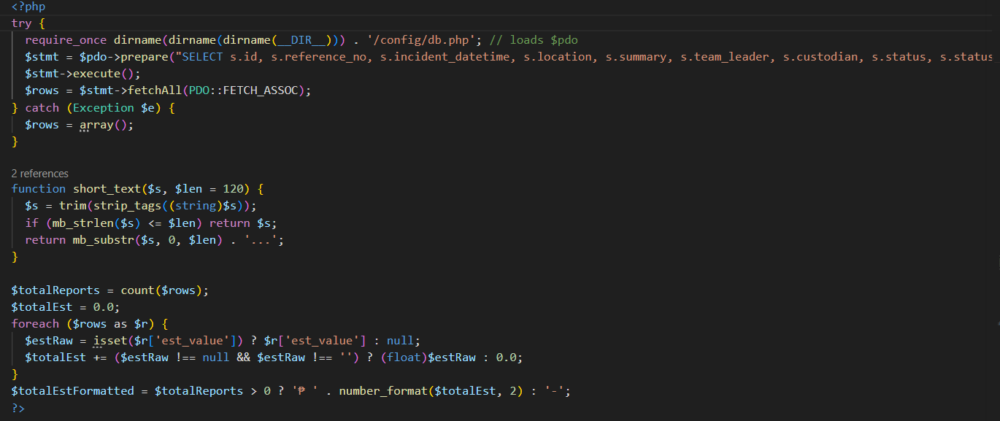 <?php
try {
  require_once dirname(dirname(dirname(__DIR__))) . '/config/db.php'; // loads $pdo
  $stmt = $pdo->prepare("SELECT s.id, s.reference_no, s.incident_datetime, s.location, s.summary, s.team_leader, s.custodian, s.status, s.status
  $stmt->execute();
  $rows = $stmt->fetchAll(PDO::FETCH_ASSOC);
} catch (Exception $e) {
  $rows = array();
}
2 references
function short_text($s, $len = 120) {
  $s = trim(strip_tags((string)$s));
  if (mb_strlen($s) <= $len) return $s;
  return mb_substr($s, 0, $len) . '...';
}
$totalReports = count($rows);
$totalEst = 0.0;
foreach ($rows as $r) {
  $estRaw = isset($r['est_value']) ? $r['est_value'] : null;
  $totalEst += ($estRaw !== null && $estRaw !== '') ? (float)$estRaw : 0.0;
}
$totalEstFormatted = $totalReports > 0 ? '₱ ' . number_format($totalEst, 2) : '-';
?>